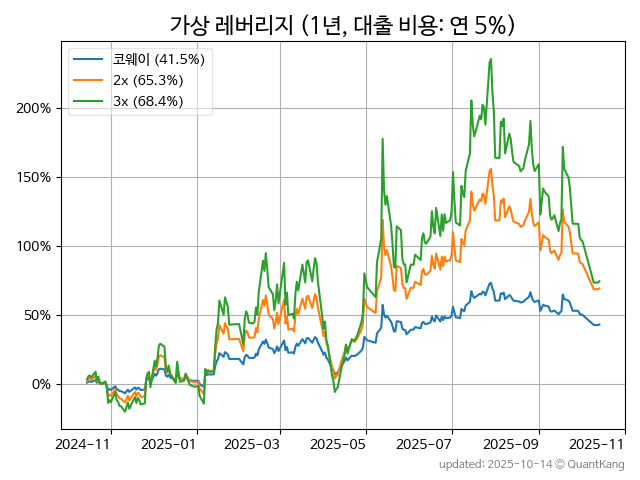 가상 레버리지 (1년, 대출 비용: 연 5%)
코웨이 (41.5%)
2x (65.3%)
3x (68.4%)
200%
150%
100%
50%
0%
2024-11 2025-01 2025-03 2025-05 2025-07 2025-09 2025-11
updated: 2025-10-14 © QuantKang